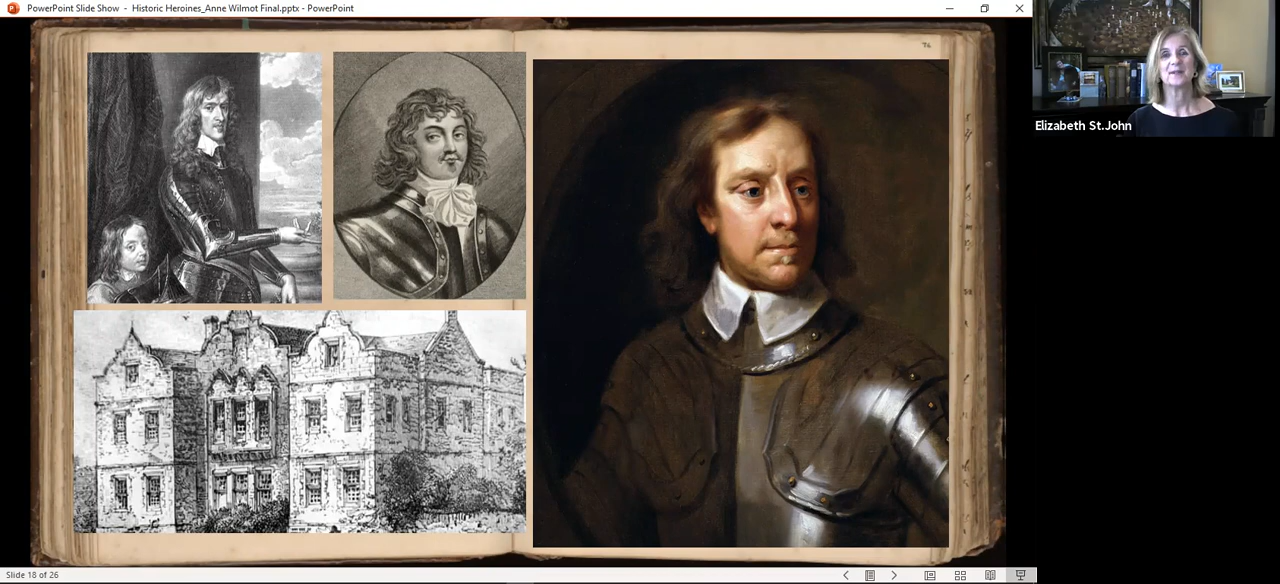 PowerPoint Slide Show - Historic Heroines_Anne Wilmot Final.pptx - PowerPoint
Elizabeth St.John
Slide 18 of 26